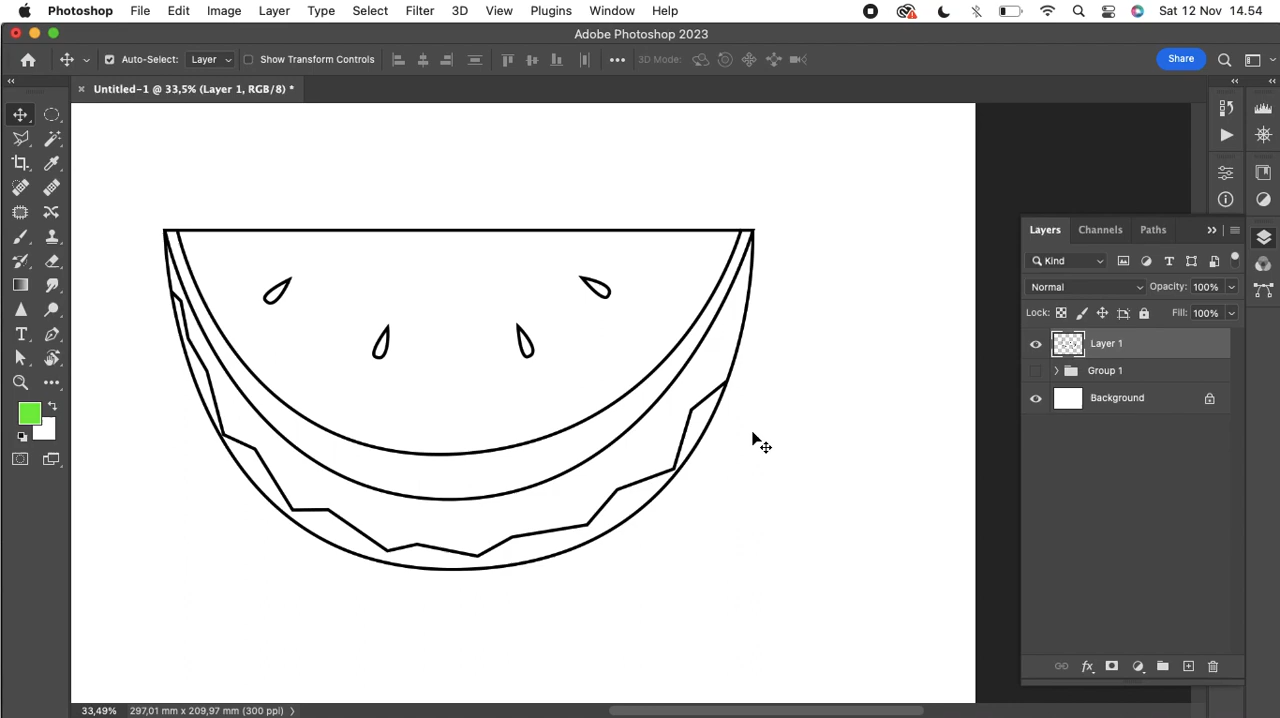 Photoshop File Edit Image Layer Type Select Filter 3D View Plugins Window Help Sat 12 Nov 14.54
Adobe Photoshop 2023
Auto-Select: Layer Show Transform Controls 3D Mode: Share
Untitled-1 @ 33,5% (Layer 1, RGB/8) *
Layers Channels Paths
Kind
Normal Opacity: 100%
Lock: Fill: 100%
Layer 1
Group 1
Background
33,49% 297,01 mm x 209,97 mm (300 ppi)